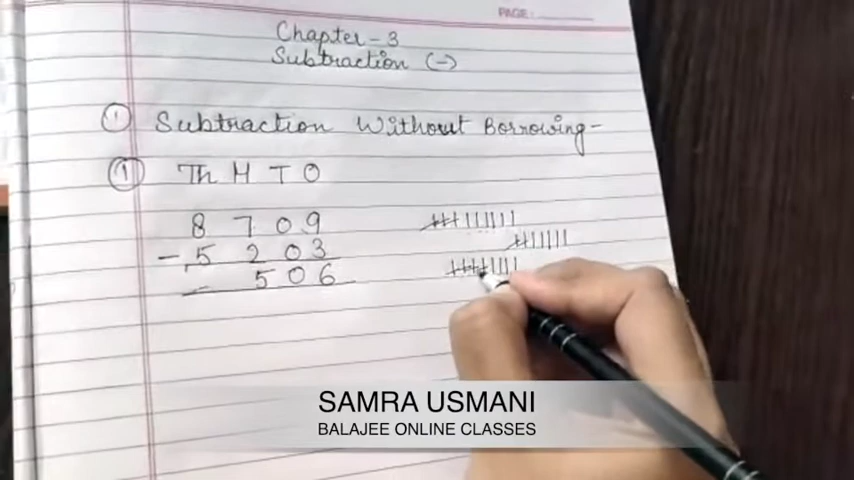 PAGE:
Chapter-3
Subtraction (-)
① Subtraction Without Borrowing-
① Th H T O
8 7 0 9
- 5 2 0 3
5 0 6
SAMRA USMANI
BALAJEE ONLINE CLASSES